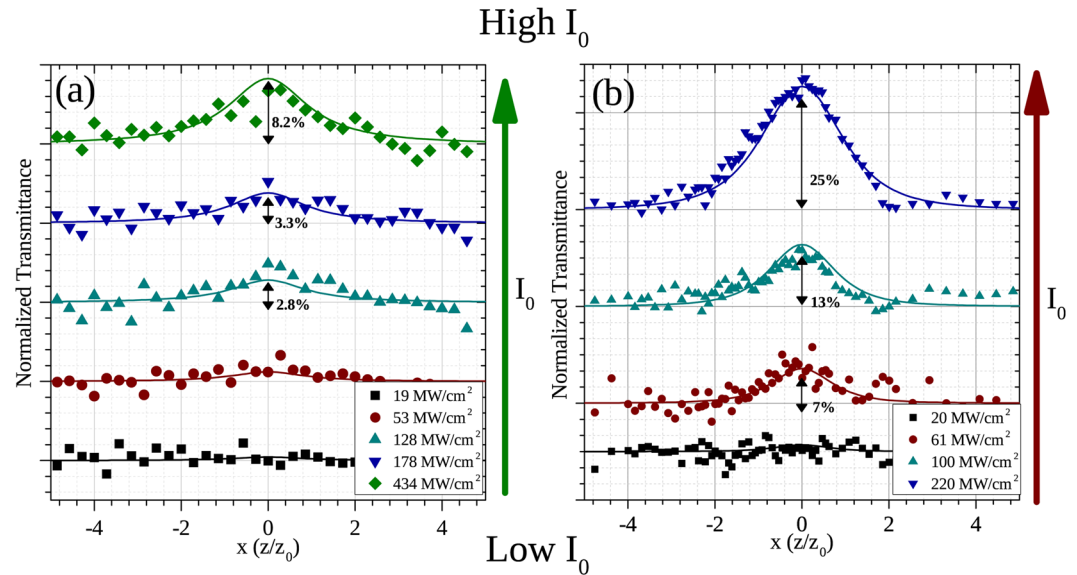 High I0
(a)
8.2%
3.3%
2.8%
Normalized Transmittance
19 MW/cm2
53 MW/cm2
128 MW/cm2
178 MW/cm2
434 MW/cm2
-4 -2 0 2 4
x (z/z0)
I0
(b)
25%
13%
7%
Normalized Transmittance
20 MW/cm2
61 MW/cm2
100 MW/cm2
220 MW/cm2
-4 -2 0 2 4
x (z/z0)
I0
Low I0